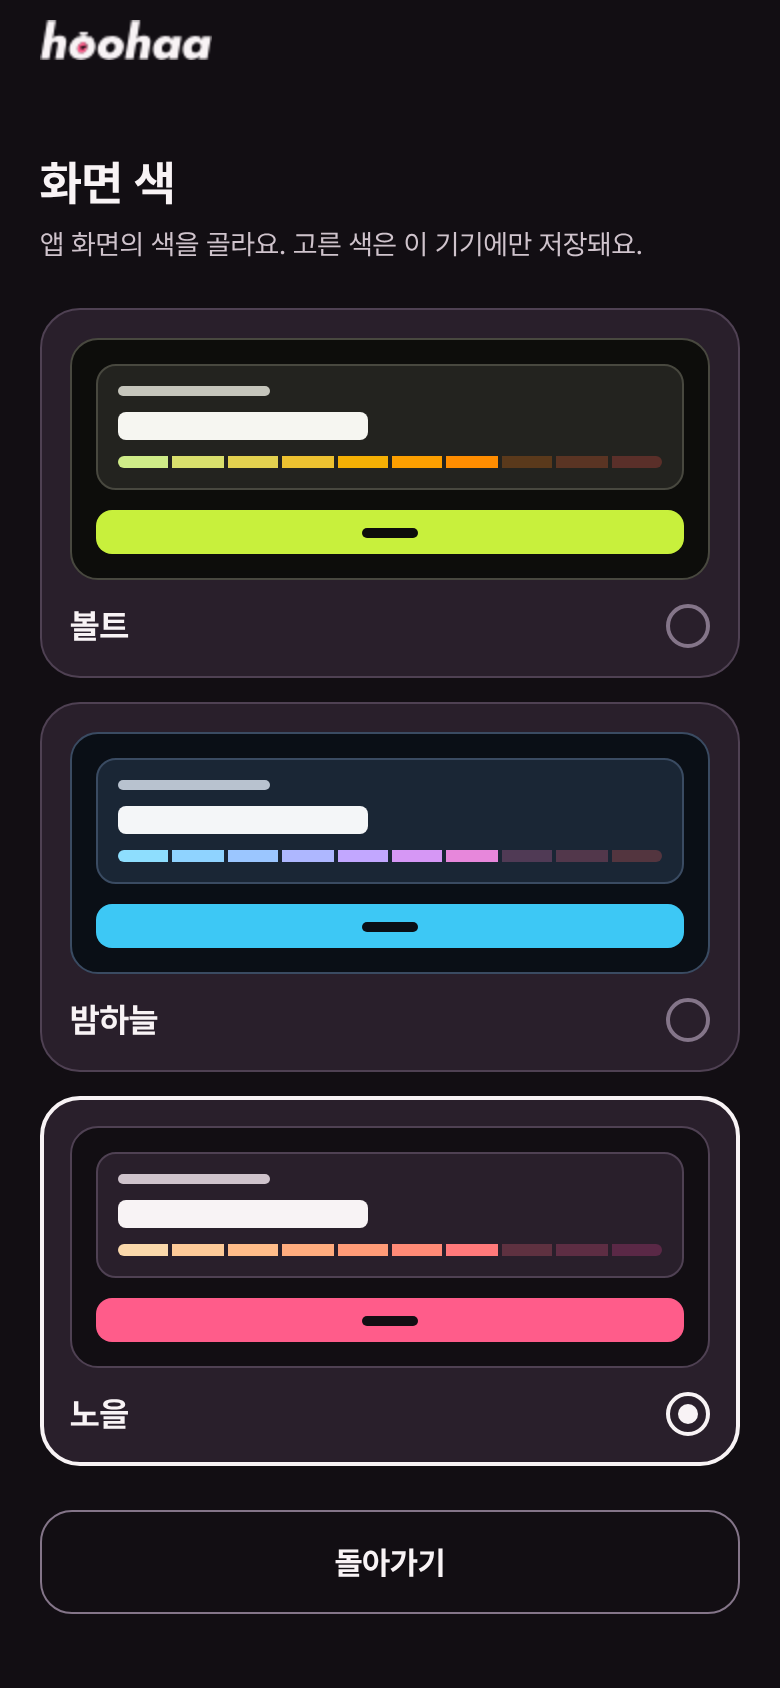 hoohaa
화면 색
앱 화면의 색을 골라요. 고른 색은 이 기기에만 저장돼요.
볼트
밤하늘
노을
돌아가기